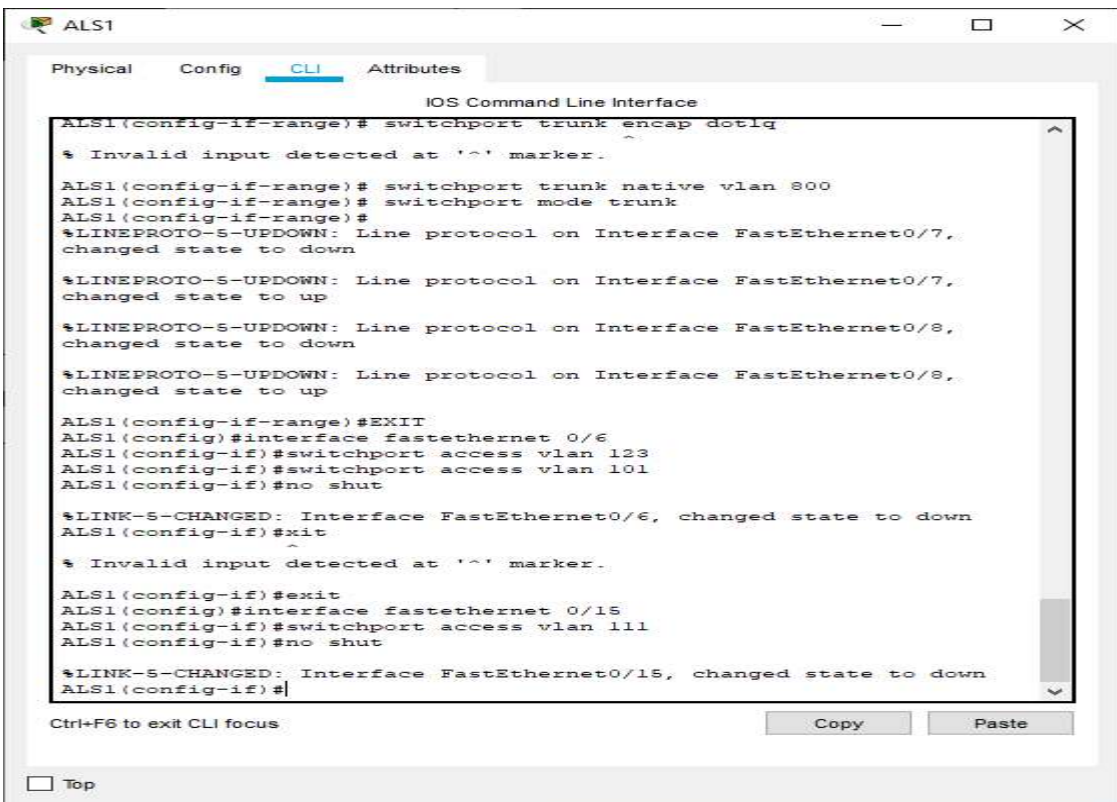 ALS1
Physical Config CLI Attributes
IOS Command Line Interface
ALS1(config-if-range)# switchport trunk encap dot1q
^
% Invalid input detected at '^' marker.
ALS1(config-if-range)# switchport trunk native vlan 800
ALS1(config-if-range)# switchport mode trunk
ALS1(config-if-range)#
%LINEPROTO-5-UPDOWN: Line protocol on Interface FastEthernet0/7,
changed state to down
%LINEPROTO-5-UPDOWN: Line protocol on Interface FastEthernet0/7,
changed state to up
%LINEPROTO-5-UPDOWN: Line protocol on Interface FastEthernet0/8,
changed state to down
%LINEPROTO-5-UPDOWN: Line protocol on Interface FastEthernet0/8,
changed state to up
ALS1(config-if-range)#EXIT
ALS1(config)#interface fastethernet 0/6
ALS1(config-if)#switchport access vlan 123
ALS1(config-if)#switchport access vlan 101
ALS1(config-if)#no shut
%LINK-5-CHANGED: Interface FastEthernet0/6, changed state to down
ALS1(config-if)#xit
^
% Invalid input detected at '^' marker.
ALS1(config-if)#exit
ALS1(config)#interface fastethernet 0/15
ALS1(config-if)#switchport access vlan 111
ALS1(config-if)#no shut
%LINK-5-CHANGED: Interface FastEthernet0/15, changed state to down
ALS1(config-if)#
Ctrl+F6 to exit CLI focus Copy Paste
Top